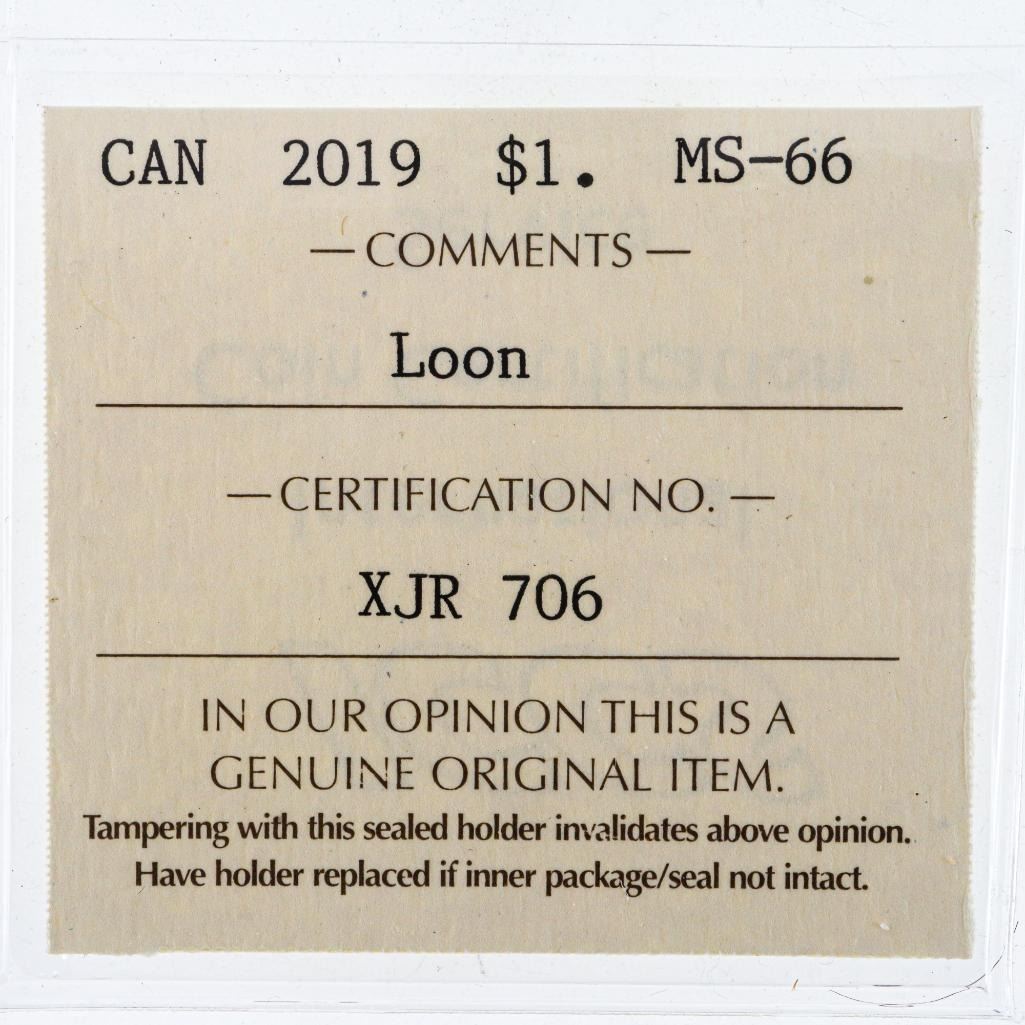 CAN 2019 $1. MS-66
— COMMENTS —
Loon
— CERTIFICATION NO. —
XJR 706
IN OUR OPINION THIS IS A
GENUINE ORIGINAL ITEM.
Tampering with this sealed holder invalidates above opinion.
Have holder replaced if inner package/seal not intact.